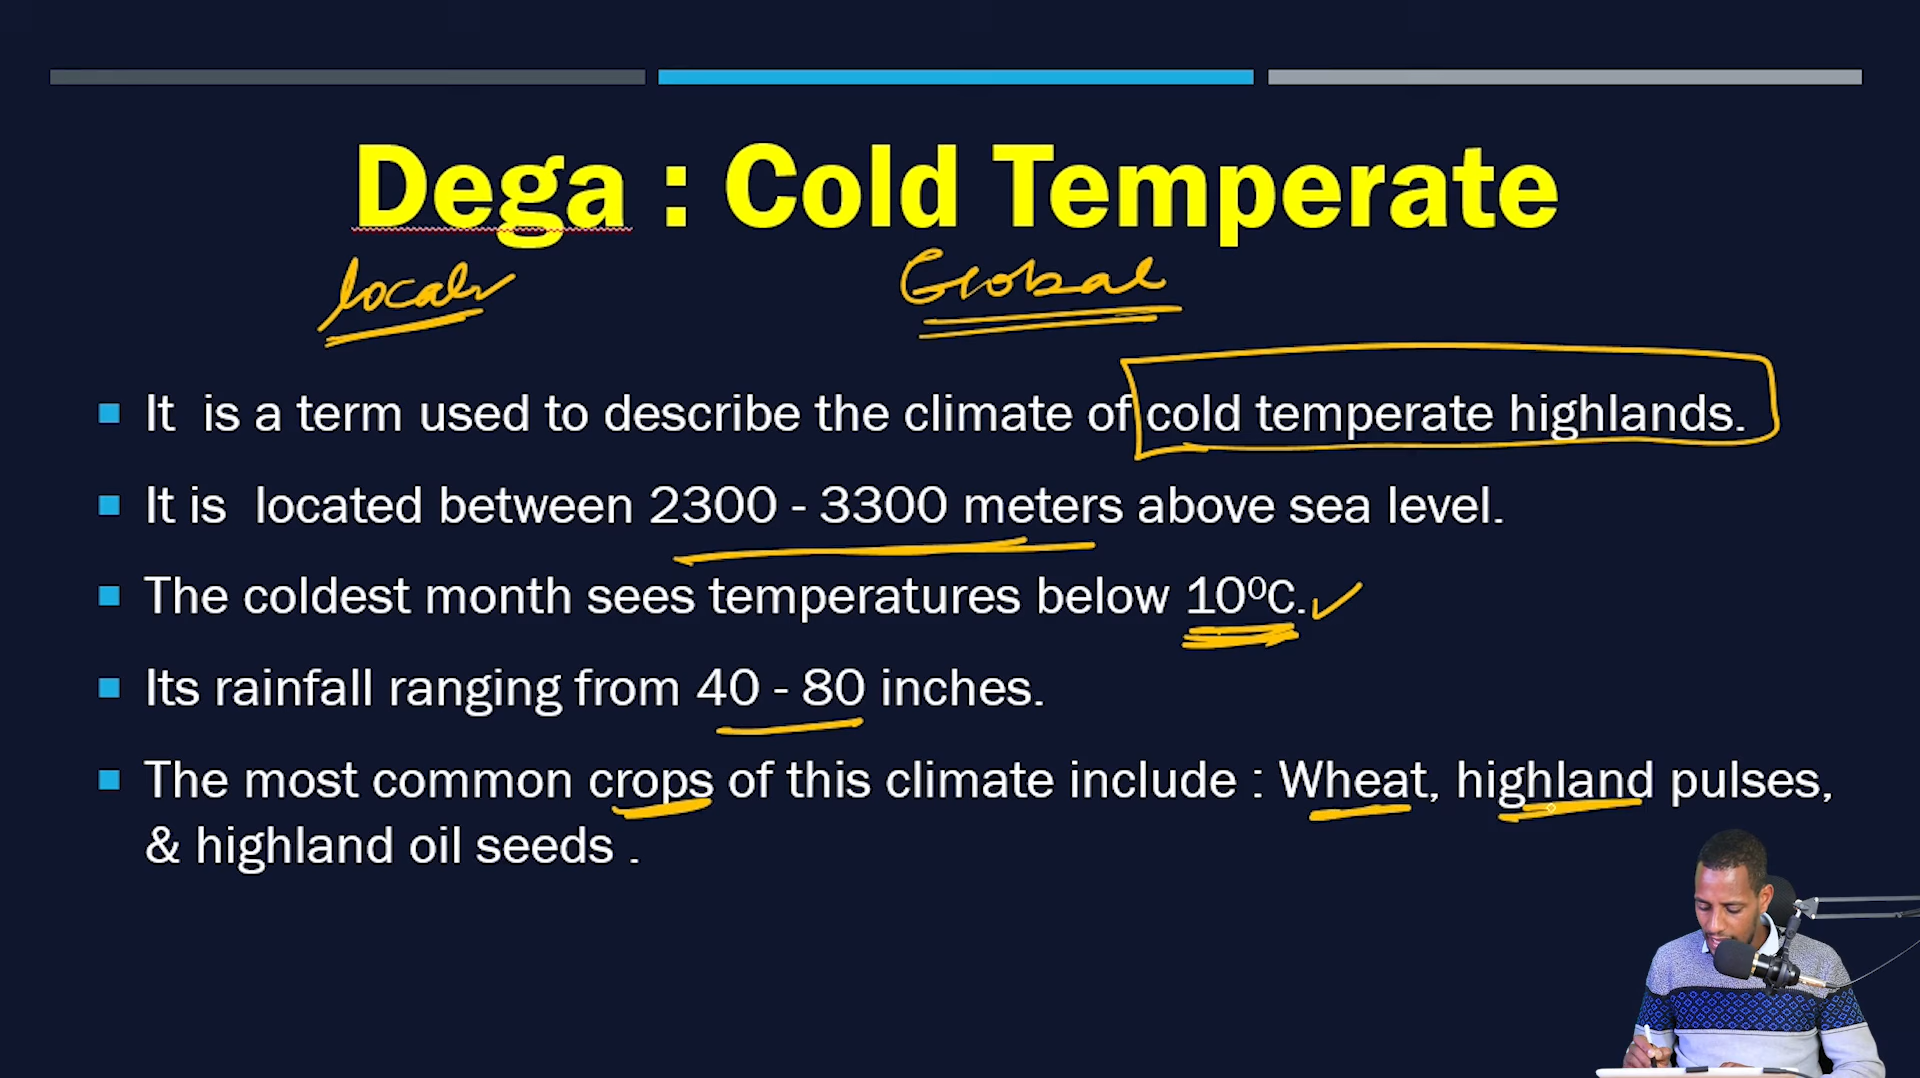 Dega : Cold Temperate
local Global
It is a term used to describe the climate of cold temperate highlands.
It is located between 2300 - 3300 meters above sea level.
The coldest month sees temperatures below 10⁰C.
Its rainfall ranging from 40 - 80 inches.
The most common crops of this climate include : Wheat, highland pulses,
& highland oil seeds .